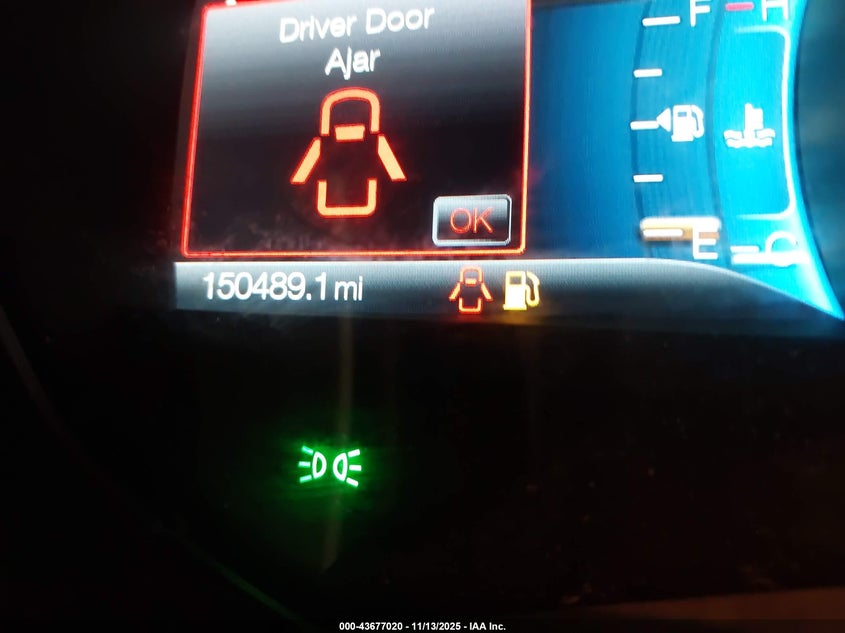 Driver Door
Ajar
OK
F
H
E
C
150489.1 mi
000-43677020 - 11/13/2025 - IAA Inc.